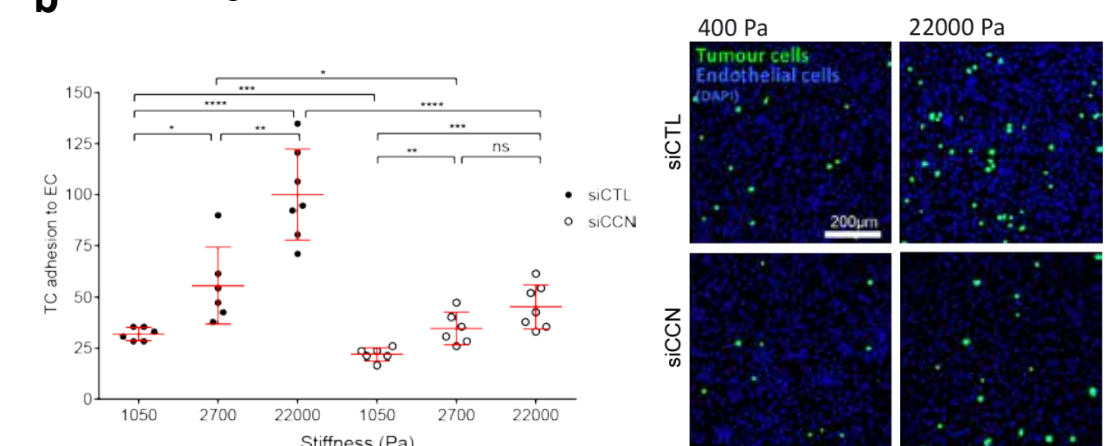 b
*
***
****
****
*
**
***
**
ns
150
125
100
75
50
25
0
TC adhesion to EC
1050 2700 22000 1050 2700 22000
Stiffness (Pa)
siCTL
siCCN
400 Pa 22000 Pa
Tumour cells
Endothelial cells
(DAPI)
200µm
siCTL
siCCN